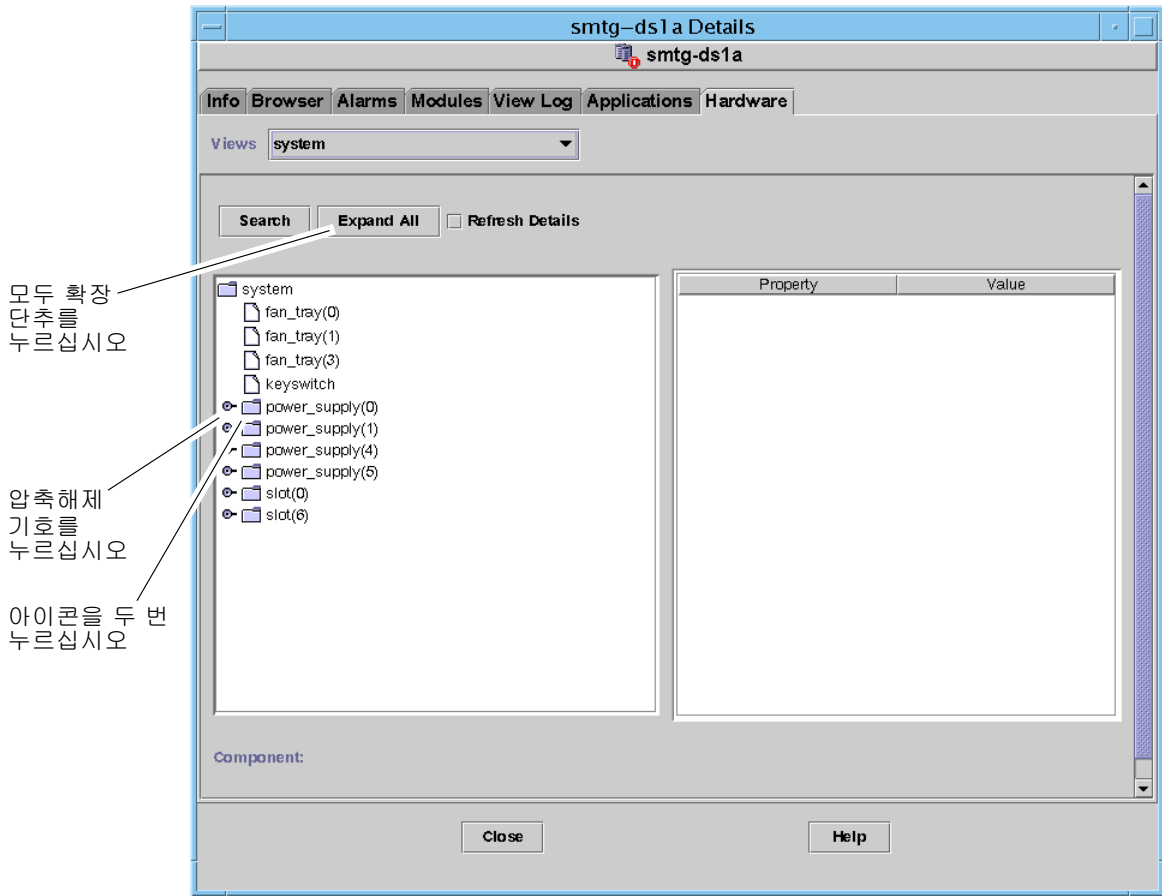 smtg-ds1a Details
smtg-ds1a
Info Browser Alarms Modules View Log Applications Hardware
Views system
Search Expand All Refresh Details
모두 확장
단추를
누르십시오
system
fan_tray(0)
fan_tray(1)
fan_tray(3)
keyswitch
power_supply(0)
power_supply(1)
power_supply(4)
power_supply(5)
slot(0)
slot(6)
Property Value
압축해제
기호를
누르십시오
아이콘을 두 번
누르십시오
Component:
Close Help